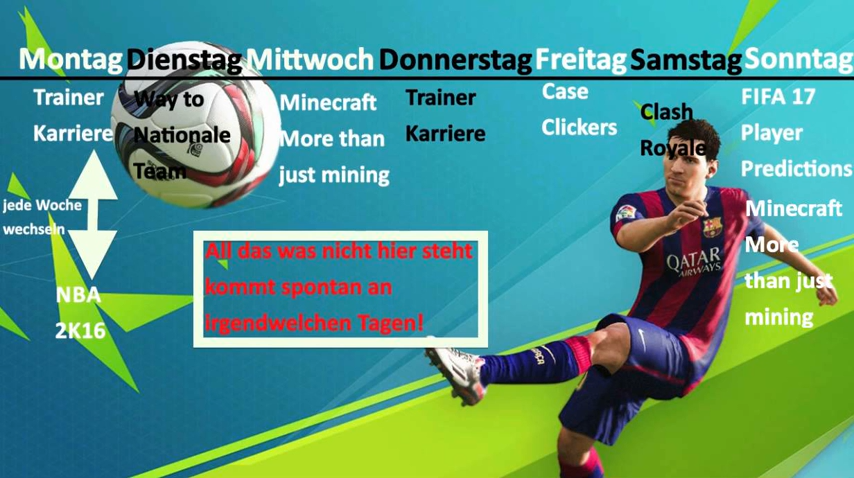 Montag Dienstag Mittwoch Donnerstag Freitag Samstag Sonntag
Trainer
Karriere
jede Woche
wechseln
NBA
2K16
Way to
Nationale
Team
Minecraft
More than
just mining
Trainer
Karriere
Case
Clickers
Clash
Royale
FIFA 17
Player
Predictions
Minecraft
More
than just
mining
All das was nicht hier steht
kommt spontan an
irgendwelchen Tagen!
QATAR
AIRWAYS